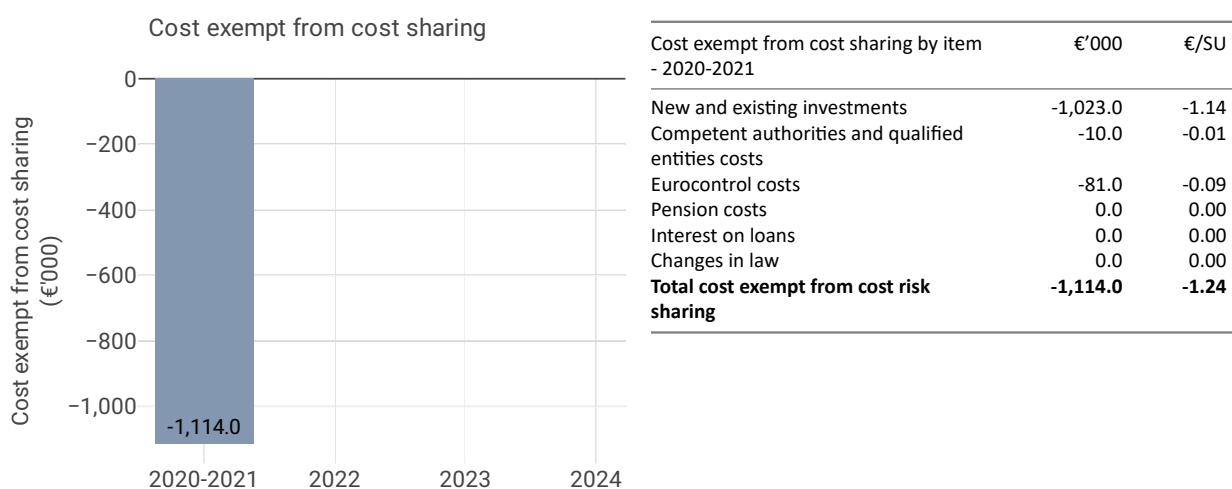 Cost exempt from cost sharing
Cost exempt from cost sharing
(€'000)
0
−200
−400
−600
−800
−1,000
-1,114.0
2020-2021 2022 2023 2024
Cost exempt from cost sharing by item €’000 €/SU
- 2020-2021
New and existing investments -1,023.0 -1.14
Competent authorities and qualified -10.0 -0.01
entities costs
Eurocontrol costs -81.0 -0.09
Pension costs 0.0 0.00
Interest on loans 0.0 0.00
Changes in law 0.0 0.00
Total cost exempt from cost risk -1,114.0 -1.24
sharing